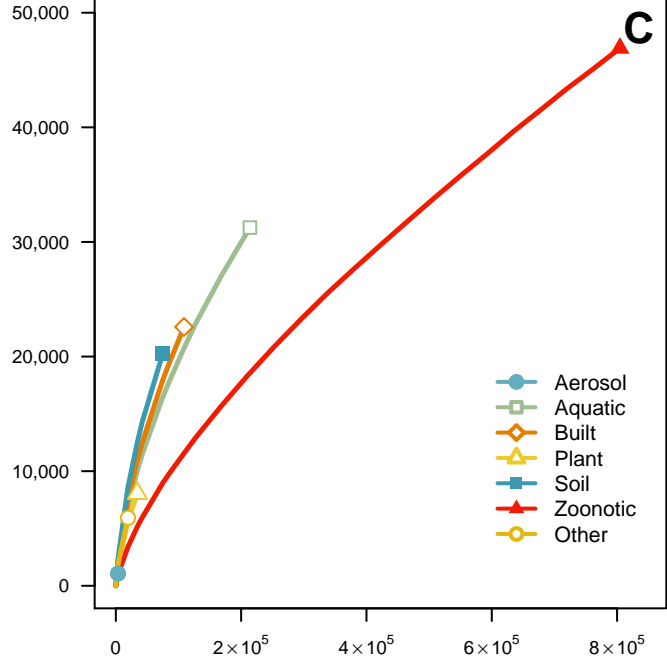 C
50,000
40,000
30,000
20,000
10,000
0
Aerosol
Aquatic
Built
Plant
Soil
Zoonotic
Other
0 2×10⁵ 4×10⁵ 6×10⁵ 8×10⁵